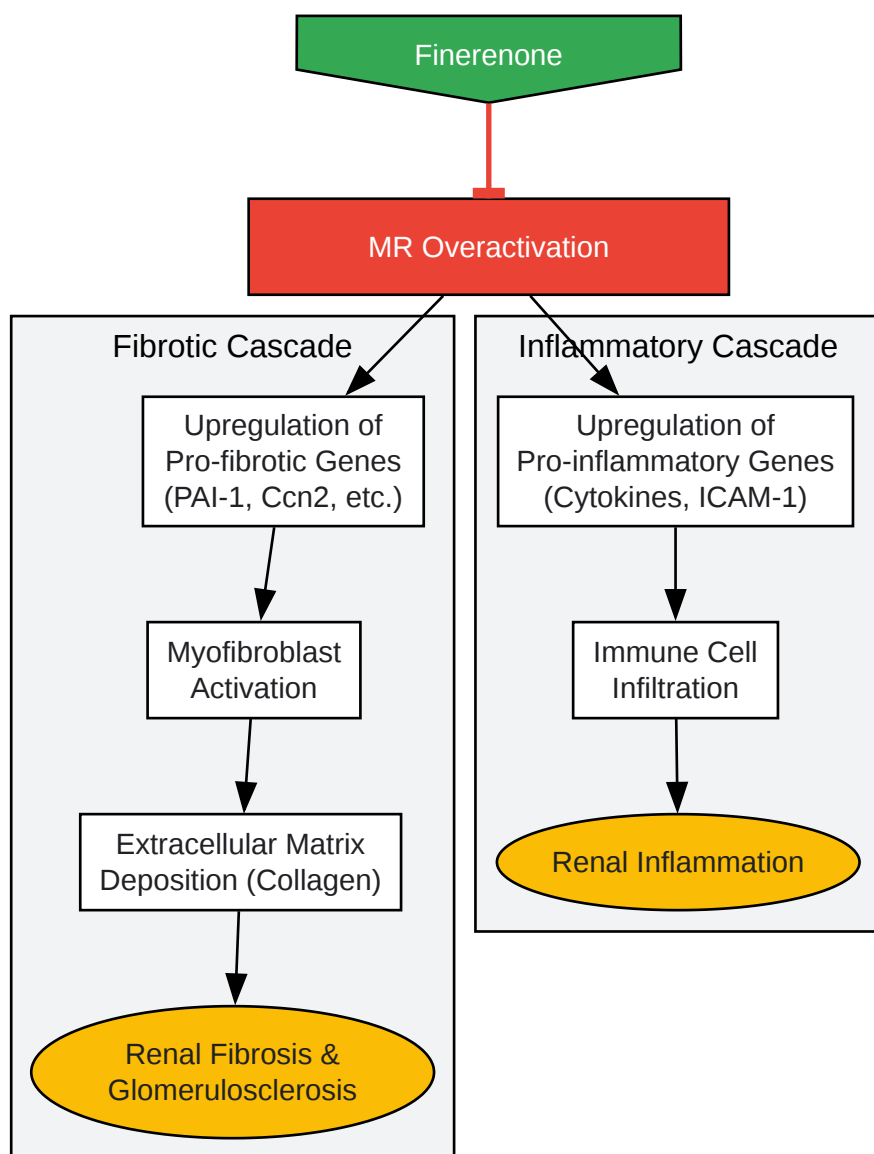 Finerenone
MR Overactivation
Fibrotic Cascade
Upregulation of
Pro-fibrotic Genes
(PAI-1, Ccn2, etc.)
Myofibroblast
Activation
Extracellular Matrix
Deposition (Collagen)
Renal Fibrosis &
Glomerulosclerosis
Inflammatory Cascade
Upregulation of
Pro-inflammatory Genes
(Cytokines, ICAM-1)
Immune Cell
Infiltration
Renal Inflammation